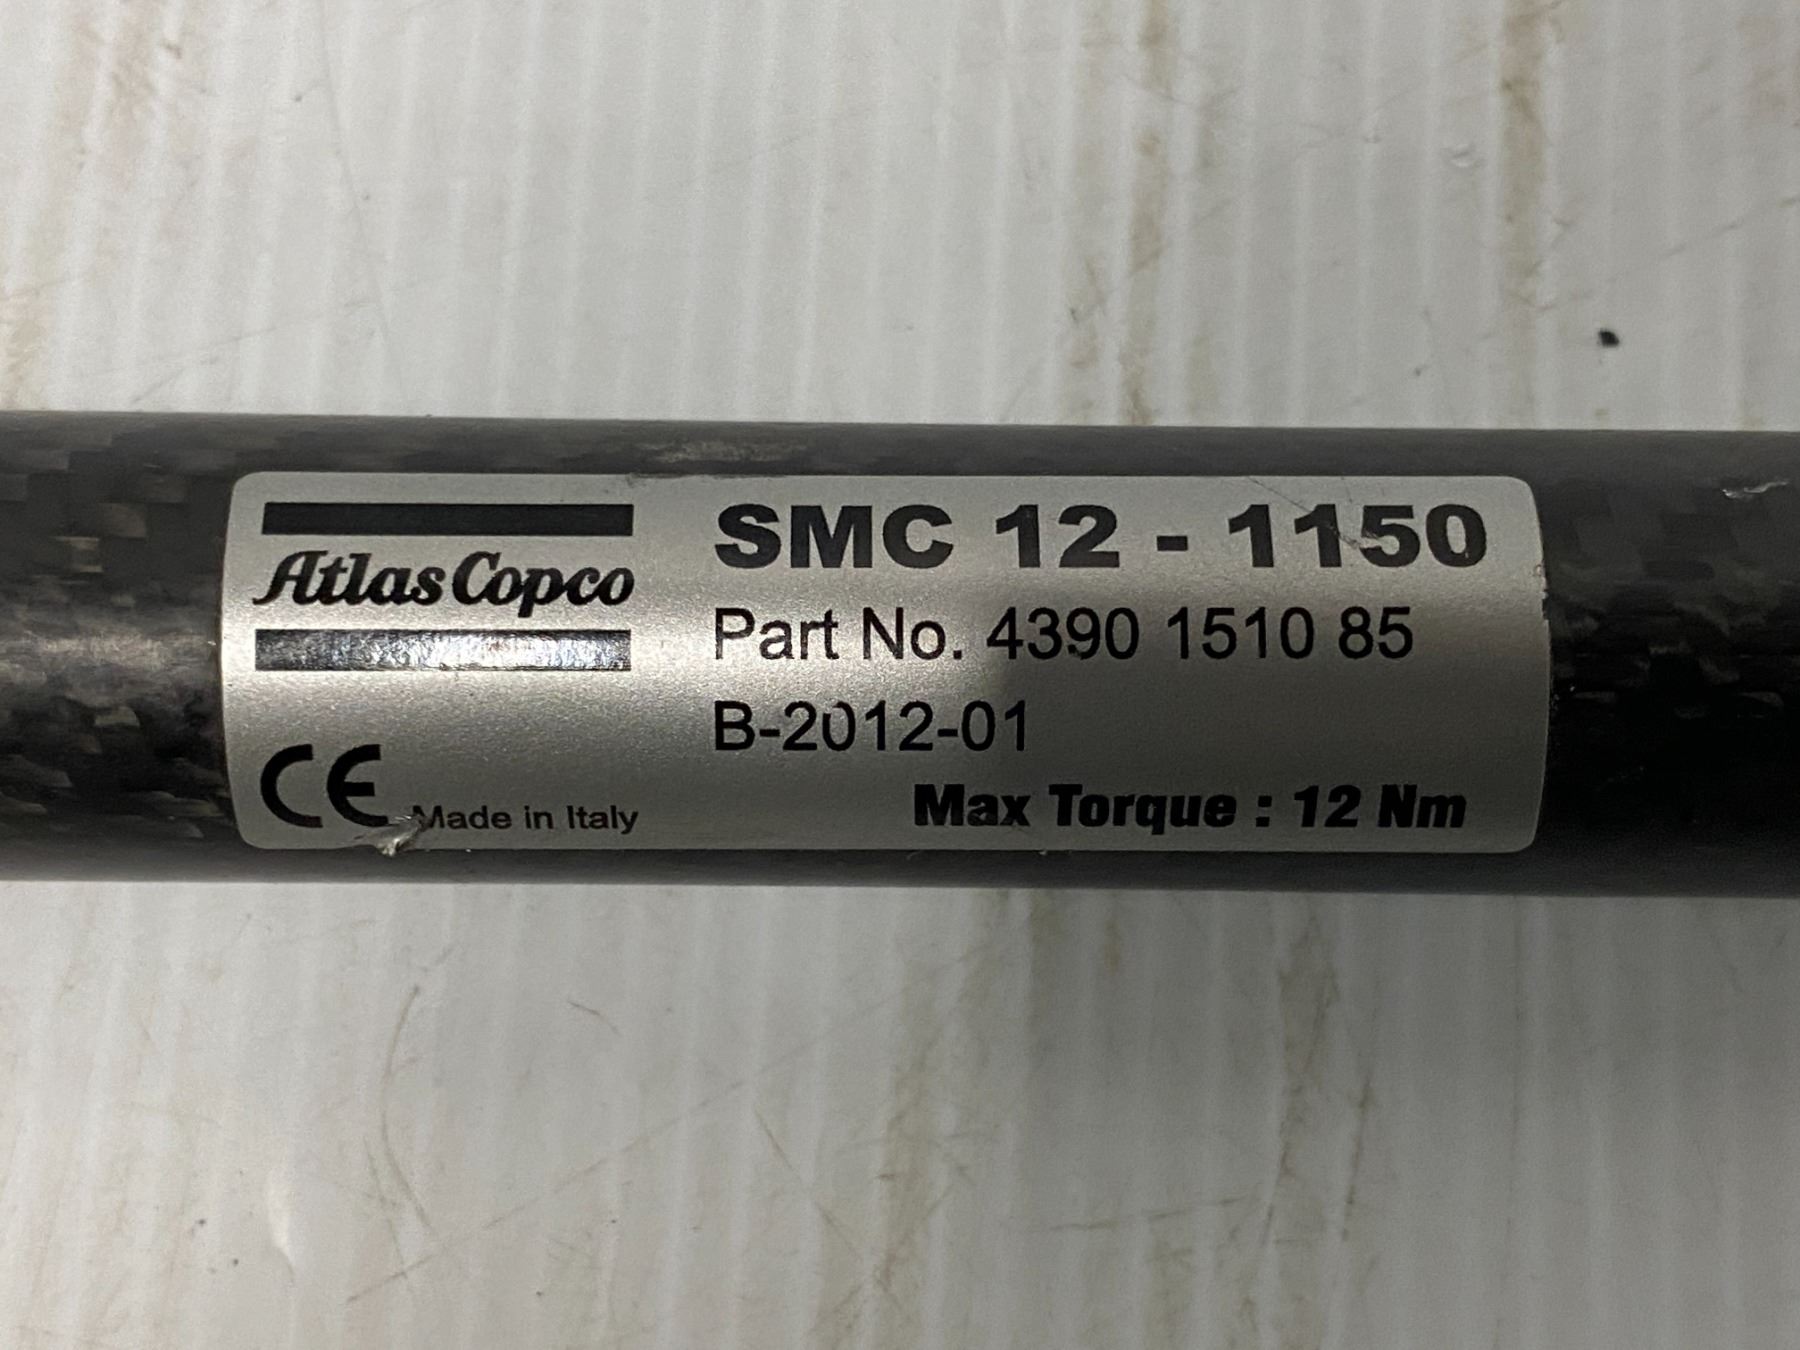 Atlas Copco
SMC 12 - 1150
Part No. 4390 1510 85
B-2012-01
CE Made in Italy
Max Torque : 12 Nm